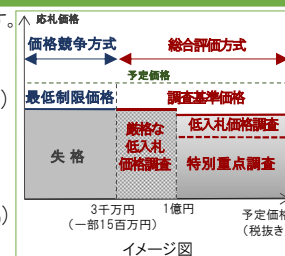 す。
応札価格
価格競争方式
総合評価方式
予定価格
)
最低制限価格
調査基準価格
厳格な
低入札
価格調査
低入札価格調査
失格
特別重点調査
)
3千万円
(一部15百万円)
1億円
予定価格
(税抜き
イメージ図